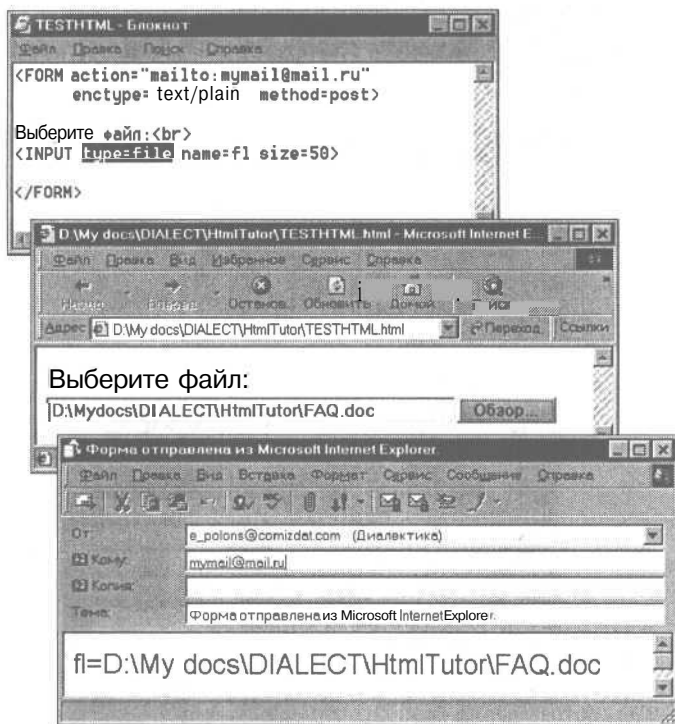 TESTHTML - Блокнот
Файл Правка Поиск Справка
<FORM action="mailto:mymail@mail.ru"
enctype= text/plain method=post>
Выберите файл:<br>
<INPUT type=file name=fl size=50>
</FORM>
D:\My docs\DIALECT\HtmlTutor\TESTHTML.html - Microsoft Internet E...
Файл Правка Вид Избранное Сервис Справка
Назад Вперед Останов. Обновить Домой
Адрес D:\My docs\DIALECT\HtmlTutor\TESTHTML.html Переход Ссылки
Выберите файл:
D:\Mydocs\DIALECT\HtmlTutor\FAQ.doc Обзор...
Форма отправлена из Microsoft Internet Explorer.
Файл Правка Вид Вставка Формат Сервис Сообщение Справка
От: e_polons@comizdat.com (Диалектика)
Кому: mymail@mail.ru
Копия:
Тема: Форма отправлена из Microsoft Internet Explorer.
fl=D:\My docs\DIALECT\HtmlTutor\FAQ.doc